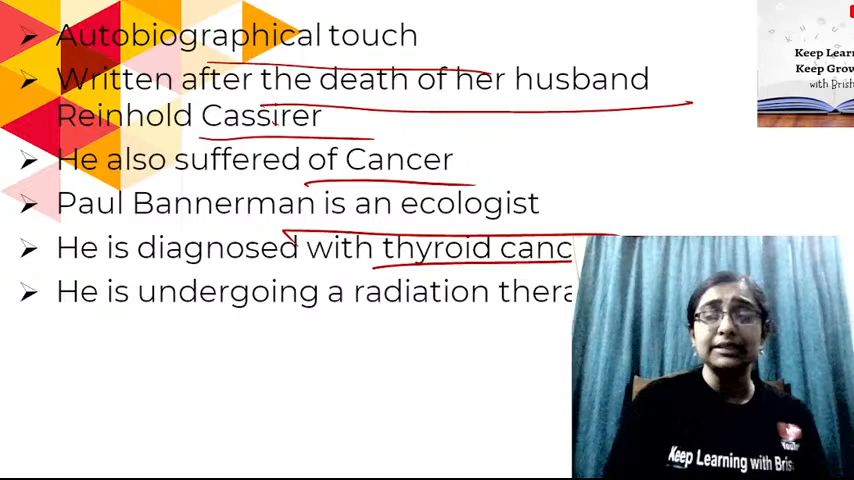 Autobiographical touch
Written after the death of her husband
Reinhold Cassirer
He also suffered of Cancer
Paul Bannerman is an ecologist
He is diagnosed with thyroid canc
He is undergoing a radiation thera
Keep Learn
Keep Grow
with Brish
Keep Learning with Bris